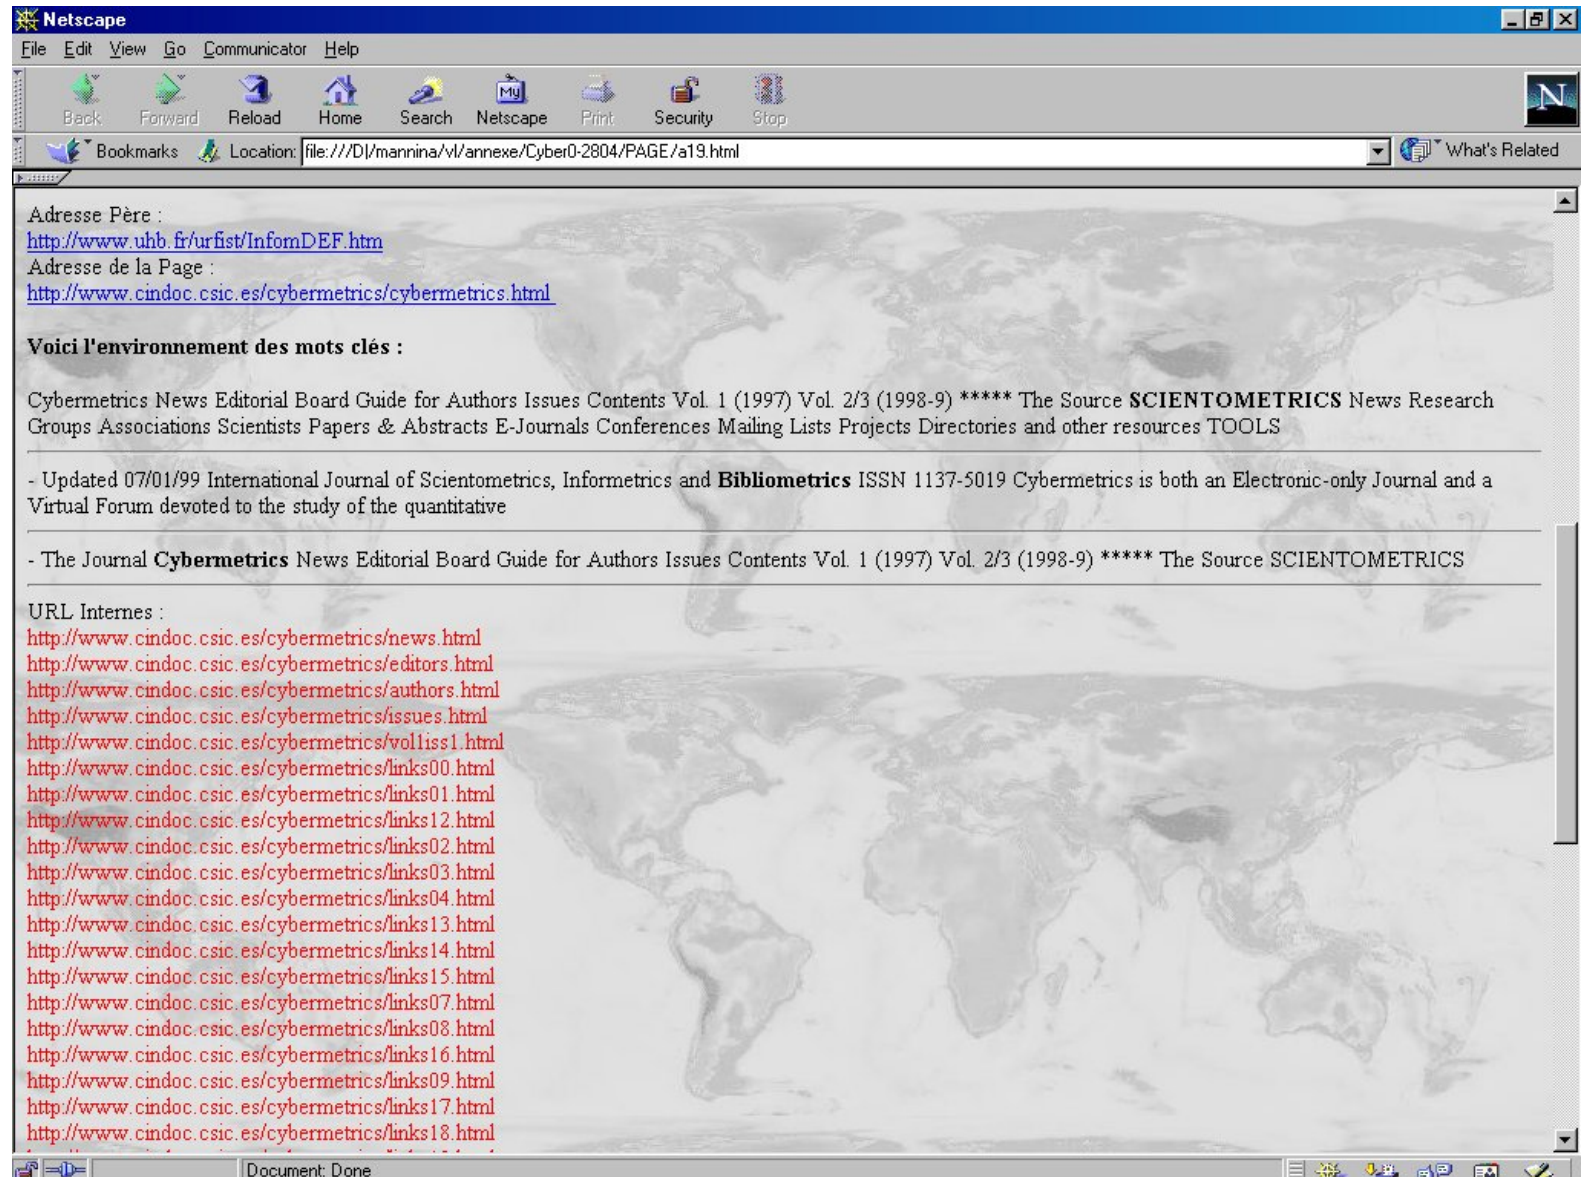 Netscape
File Edit View Go Communicator Help
My
N
Back Forward Reload Home Search Netscape Print Security Stop
Bookmarks Location: file:///D|/mannina/vl/annexe/Cyber0-2804/PAGE/a19.html What's Related
Adresse Père :
http://www.uhb.fr/urfist/InfomDEF.htm
Adresse de la Page :
http://www.cindoc.csic.es/cybermetrics/cybermetrics.html
Voici l'environnement des mots clés :
Cybermetrics News Editorial Board Guide for Authors Issues Contents Vol. 1 (1997) Vol. 2/3 (1998-9) ***** The Source SCIENTOMETRICS News Research
Groups Associations Scientists Papers & Abstracts E-Journals Conferences Mailing Lists Projects Directories and other resources TOOLS
- Updated 07/01/99 International Journal of Scientometrics, Informetrics and Bibliometrics ISSN 1137-5019 Cybermetrics is both an Electronic-only Journal and a
Virtual Forum devoted to the study of the quantitative
- The Journal Cybermetrics News Editorial Board Guide for Authors Issues Contents Vol. 1 (1997) Vol. 2/3 (1998-9) ***** The Source SCIENTOMETRICS
URL Internes :
http://www.cindoc.csic.es/cybermetrics/news.html
http://www.cindoc.csic.es/cybermetrics/editors.html
http://www.cindoc.csic.es/cybermetrics/authors.html
http://www.cindoc.csic.es/cybermetrics/issues.html
http://www.cindoc.csic.es/cybermetrics/vol1iss1.html
http://www.cindoc.csic.es/cybermetrics/links00.html
http://www.cindoc.csic.es/cybermetrics/links01.html
http://www.cindoc.csic.es/cybermetrics/links12.html
http://www.cindoc.csic.es/cybermetrics/links02.html
http://www.cindoc.csic.es/cybermetrics/links03.html
http://www.cindoc.csic.es/cybermetrics/links04.html
http://www.cindoc.csic.es/cybermetrics/links13.html
http://www.cindoc.csic.es/cybermetrics/links14.html
http://www.cindoc.csic.es/cybermetrics/links15.html
http://www.cindoc.csic.es/cybermetrics/links07.html
http://www.cindoc.csic.es/cybermetrics/links08.html
http://www.cindoc.csic.es/cybermetrics/links16.html
http://www.cindoc.csic.es/cybermetrics/links09.html
http://www.cindoc.csic.es/cybermetrics/links17.html
http://www.cindoc.csic.es/cybermetrics/links18.html
Document: Done